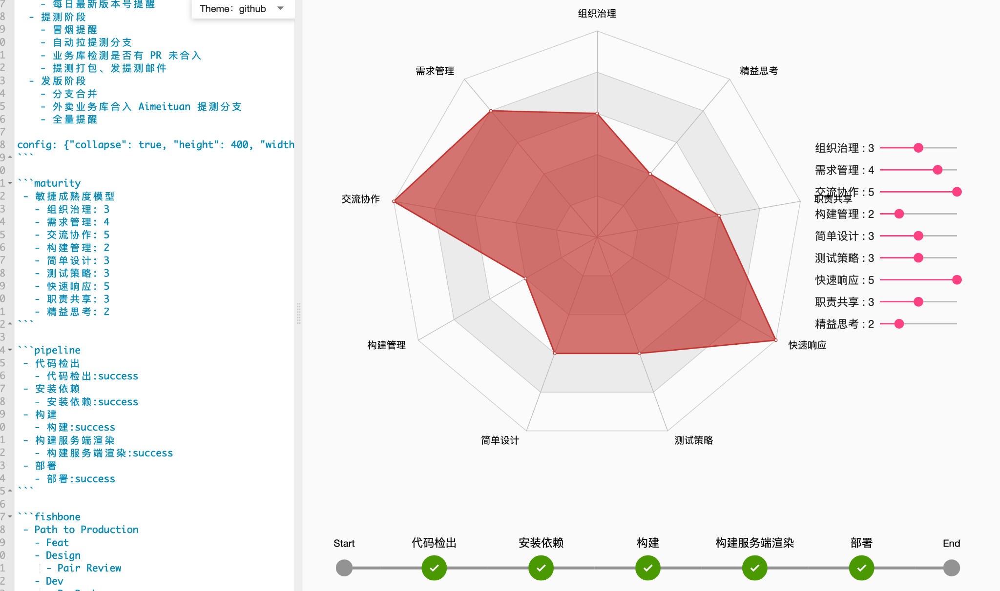 - 每日最新版本号提醒
- 提测阶段
- 冒烟提醒
- 自动拉提测分支
- 业务库检测是否有 PR 未合入
- 提测打包、发提测邮件
- 发版阶段
- 分支合并
- 外卖业务库合入 Aimeituan 提测分支
- 全量提醒
config: {"collapse": true, "height": 400, "width
```
```maturity
- 敏捷成熟度模型
- 组织治理: 3
- 需求管理: 4
- 交流协作: 5
- 构建管理: 2
- 简单设计: 3
- 测试策略: 3
- 快速响应: 5
- 职责共享: 3
- 精益思考: 2
```
```pipeline
- 代码检出
- 代码检出:success
- 安装依赖
- 安装依赖:success
- 构建
- 构建:success
- 构建服务端渲染
- 构建服务端渲染:success
- 部署
- 部署:success
```
```fishbone
- Path to Production
- Feat
- Design
- Pair Review
- Dev
Theme: github
组织治理
需求管理
精益思考
交流协作
职责共享
构建管理
快速响应
简单设计
测试策略
组织治理 : 3
需求管理 : 4
交流协作 : 5
构建管理 : 2
简单设计 : 3
测试策略 : 3
快速响应 : 5
职责共享 : 3
精益思考 : 2
Start
代码检出
安装依赖
构建
构建服务端渲染
部署
End